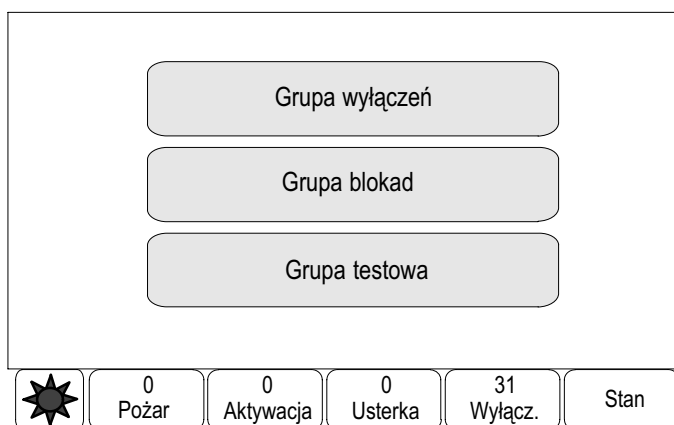 Grupa wyłączeń
Grupa blokad
Grupa testowa
0 0 0 31
Pożar Aktywacja Usterka Wyłącz. Stan